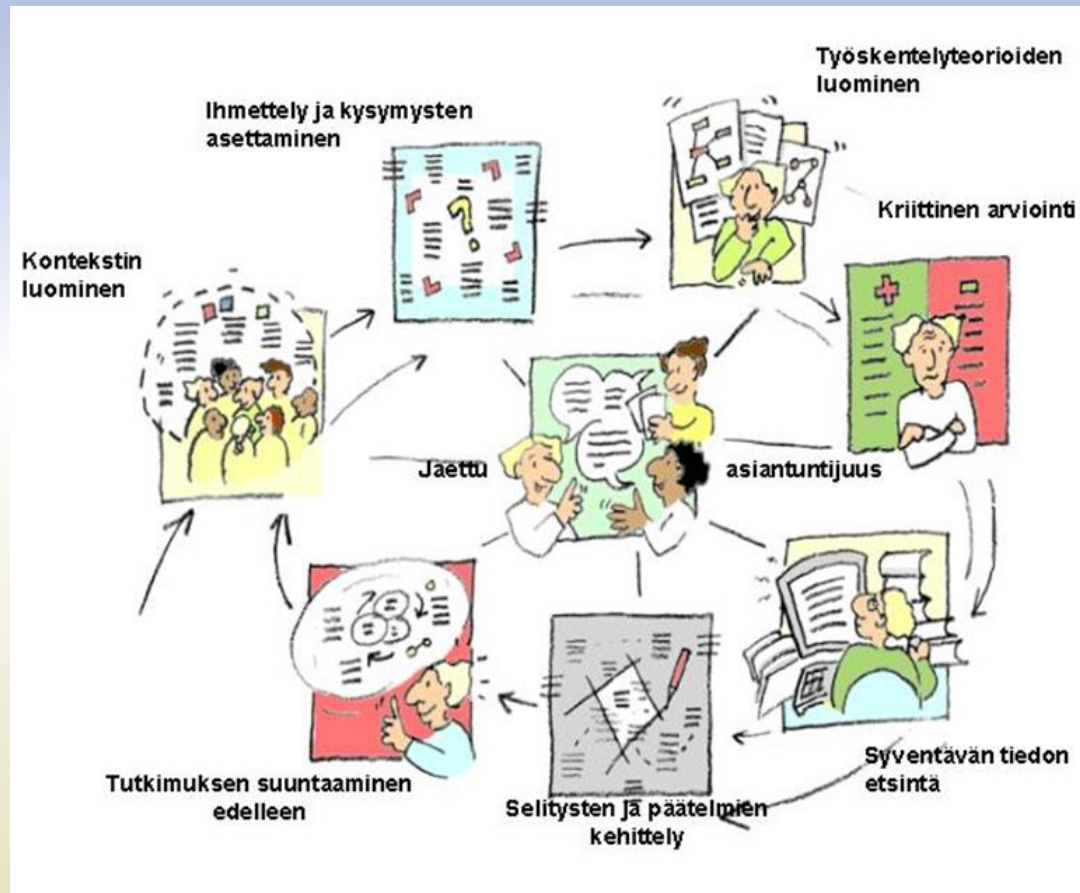 Työskentelyteorioiden
luominen
Ihmettely ja kysymysten
asettaminen
Kriittinen arviointi
Kontekstin
luominen
Jaettu asiantuntijuus
Syventävän tiedon
etsintä
Tutkimuksen suuntaaminen
edelleen
Selitysten ja päätelmien
kehittely